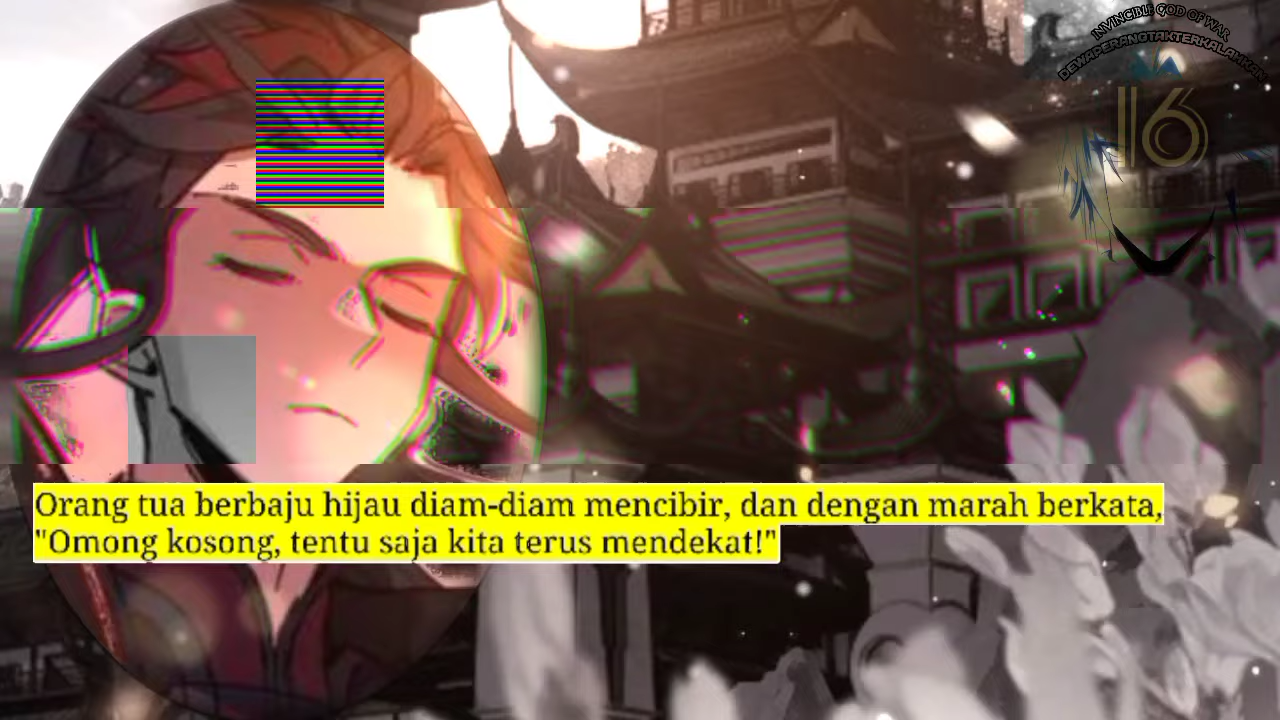 INVINCIBLE GOD OF WAR
DEWAPERANGTAKTERKALAHKAN
16
Orang tua berbaju hijau diam-diam mencibir, dan dengan marah berkata,
"Omong kosong, tentu saja kita terus mendekat!"